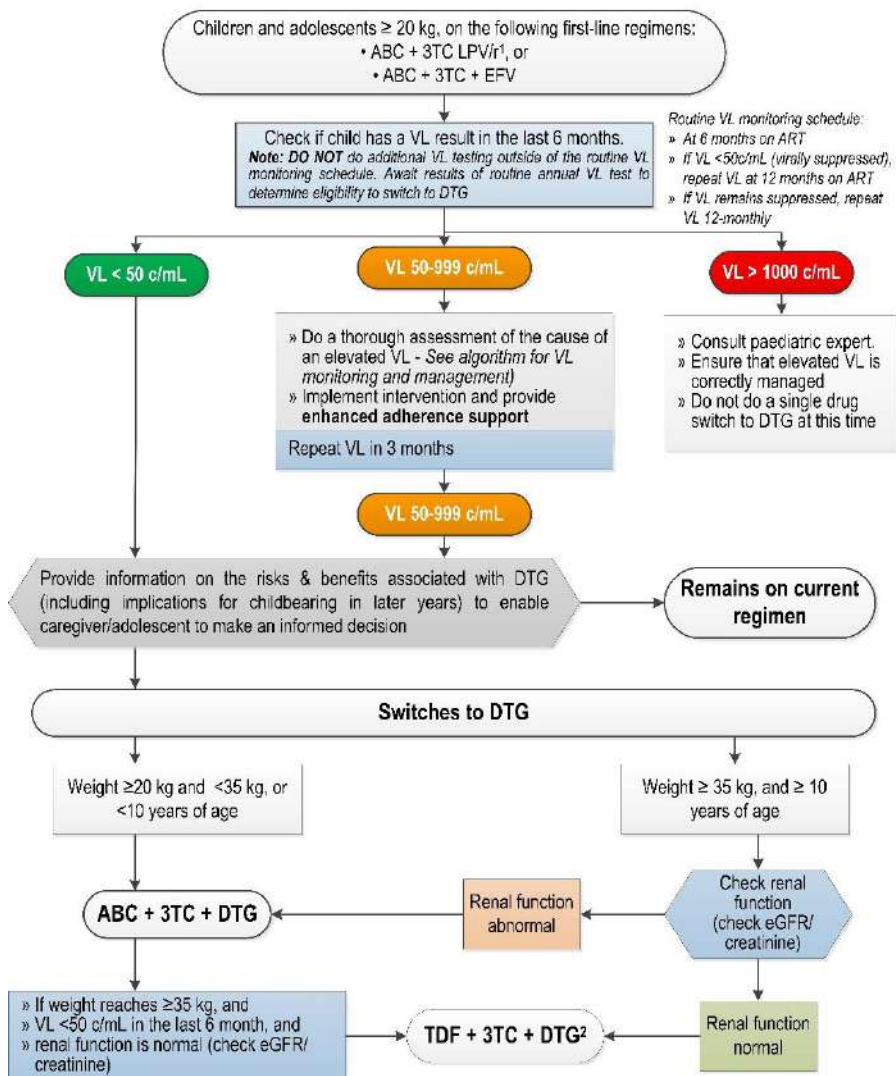 Children and adolescents ≥ 20 kg, on the following first-line regimens:
• ABC + 3TC LPV/r¹, or
• ABC + 3TC + EFV
Check if child has a VL result in the last 6 months.
Note: DO NOT do additional VL testing outside of the routine VL
monitoring schedule. Await results of routine annual VL test to
determine eligibility to switch to DTG
Routine VL monitoring schedule:
» At 6 months on ART
» If VL <50c/mL (virally suppressed),
repeat VL at 12 months on ART
» If VL remains suppressed, repeat
VL 12-monthly
VL < 50 c/mL
VL 50-999 c/mL
VL > 1000 c/mL
» Do a thorough assessment of the cause of
an elevated VL - See algorithm for VL
monitoring and management)
» Implement intervention and provide
enhanced adherence support
Repeat VL in 3 months
» Consult paediatric expert.
» Ensure that elevated VL is
correctly managed
» Do not do a single drug
switch to DTG at this time
VL 50-999 c/mL
Provide information on the risks & benefits associated with DTG
(including implications for childbearing in later years) to enable
caregiver/adolescent to make an informed decision
Remains on current
regimen
Switches to DTG
Weight ≥20 kg and <35 kg, or
<10 years of age
Weight ≥ 35 kg, and ≥ 10
years of age
ABC + 3TC + DTG
Renal function
abnormal
Check renal
function
(check eGFR/
creatinine)
» If weight reaches ≥35 kg, and
» VL <50 c/mL in the last 6 month, and
» renal function is normal (check eGFR/
creatinine)
TDF + 3TC + DTG²
Renal function
normal